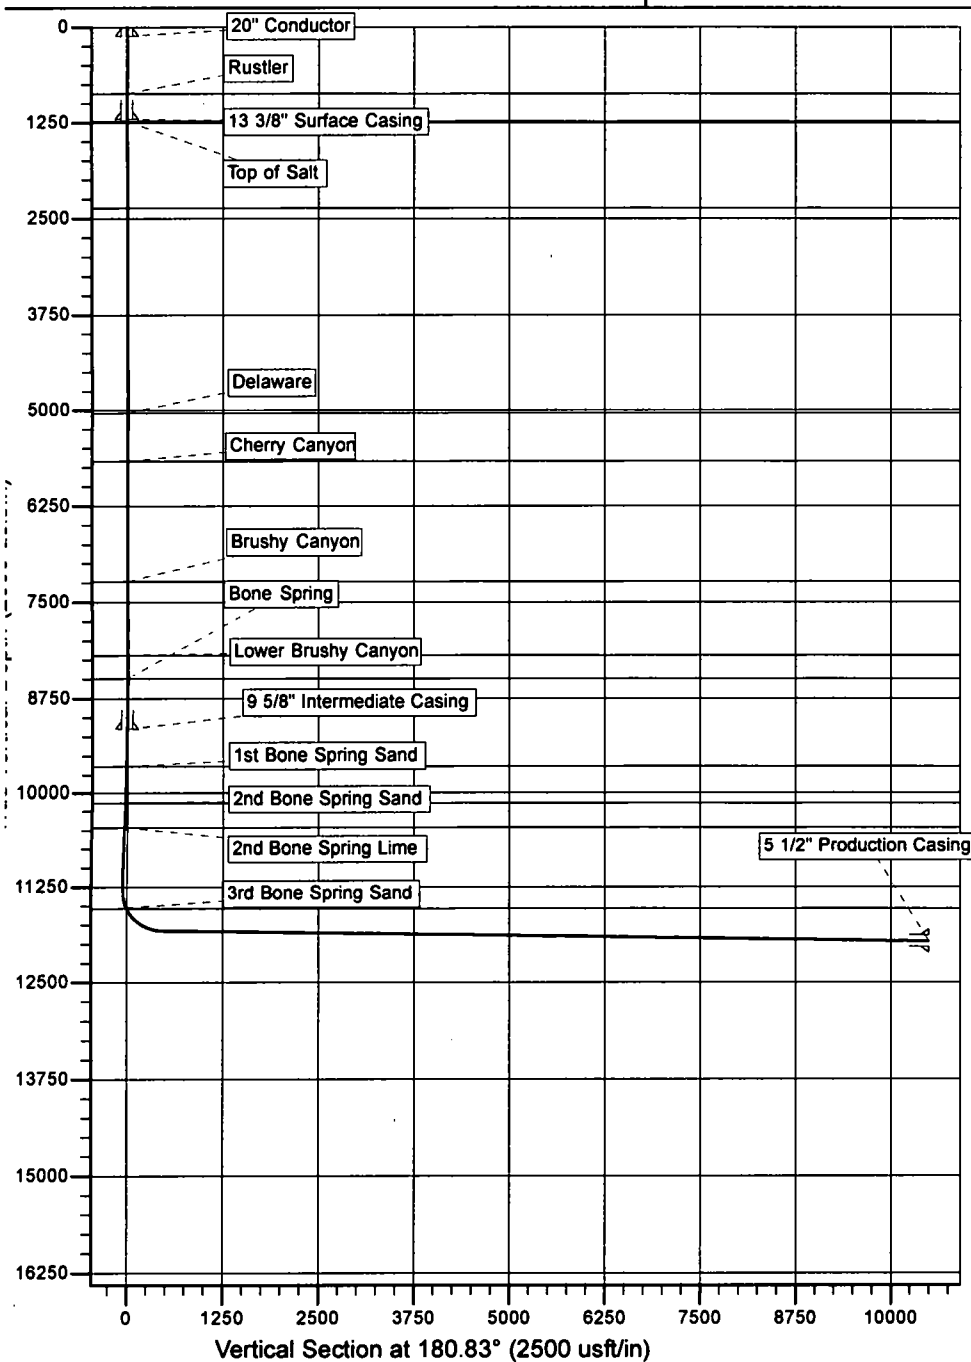 0
20" Conductor
Rustler
1250
13 3/8" Surface Casing
Top of Salt
2500
3750
Delaware
5000
Cherry Canyon
6250
Brushy Canyon
Bone Spring
7500
Lower Brushy Canyon
8750
9 5/8" Intermediate Casing
1st Bone Spring Sand
10000
2nd Bone Spring Sand
2nd Bone Spring Lime
5 1/2" Production Casing
11250
3rd Bone Spring Sand
12500
13750
15000
16250
0 1250 2500 3750 5000 6250 7500 8750 10000
Vertical Section at 180.83° (2500 usft/in)